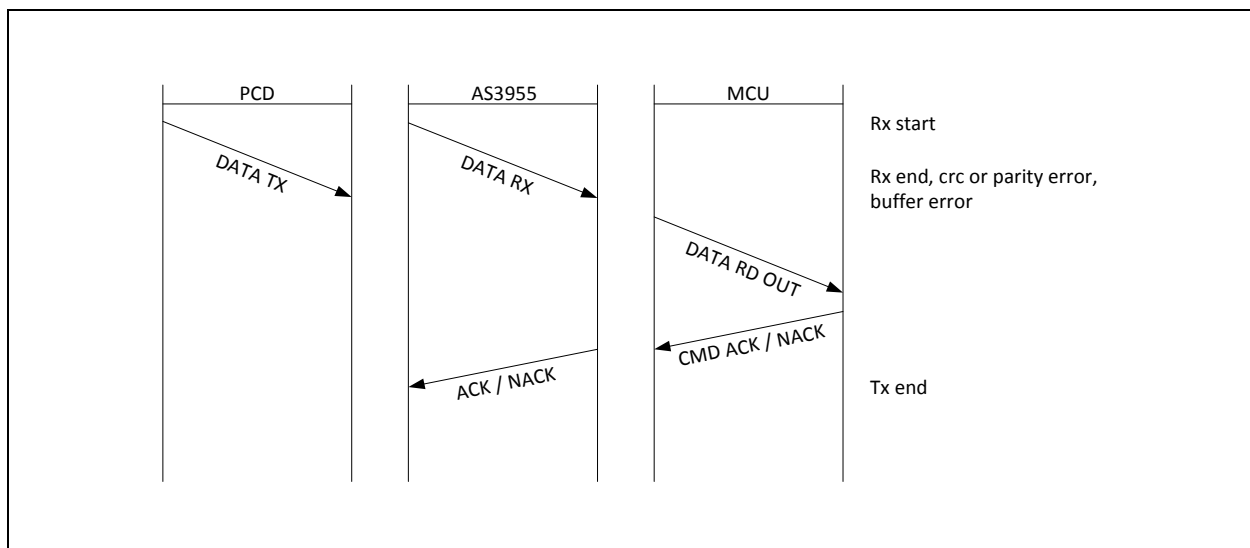 PCD
AS3955
MCU
Rx start
DATA TX
DATA RX
Rx end, crc or parity error,
buffer error
DATA RD OUT
CMD ACK / NACK
ACK / NACK
Tx end